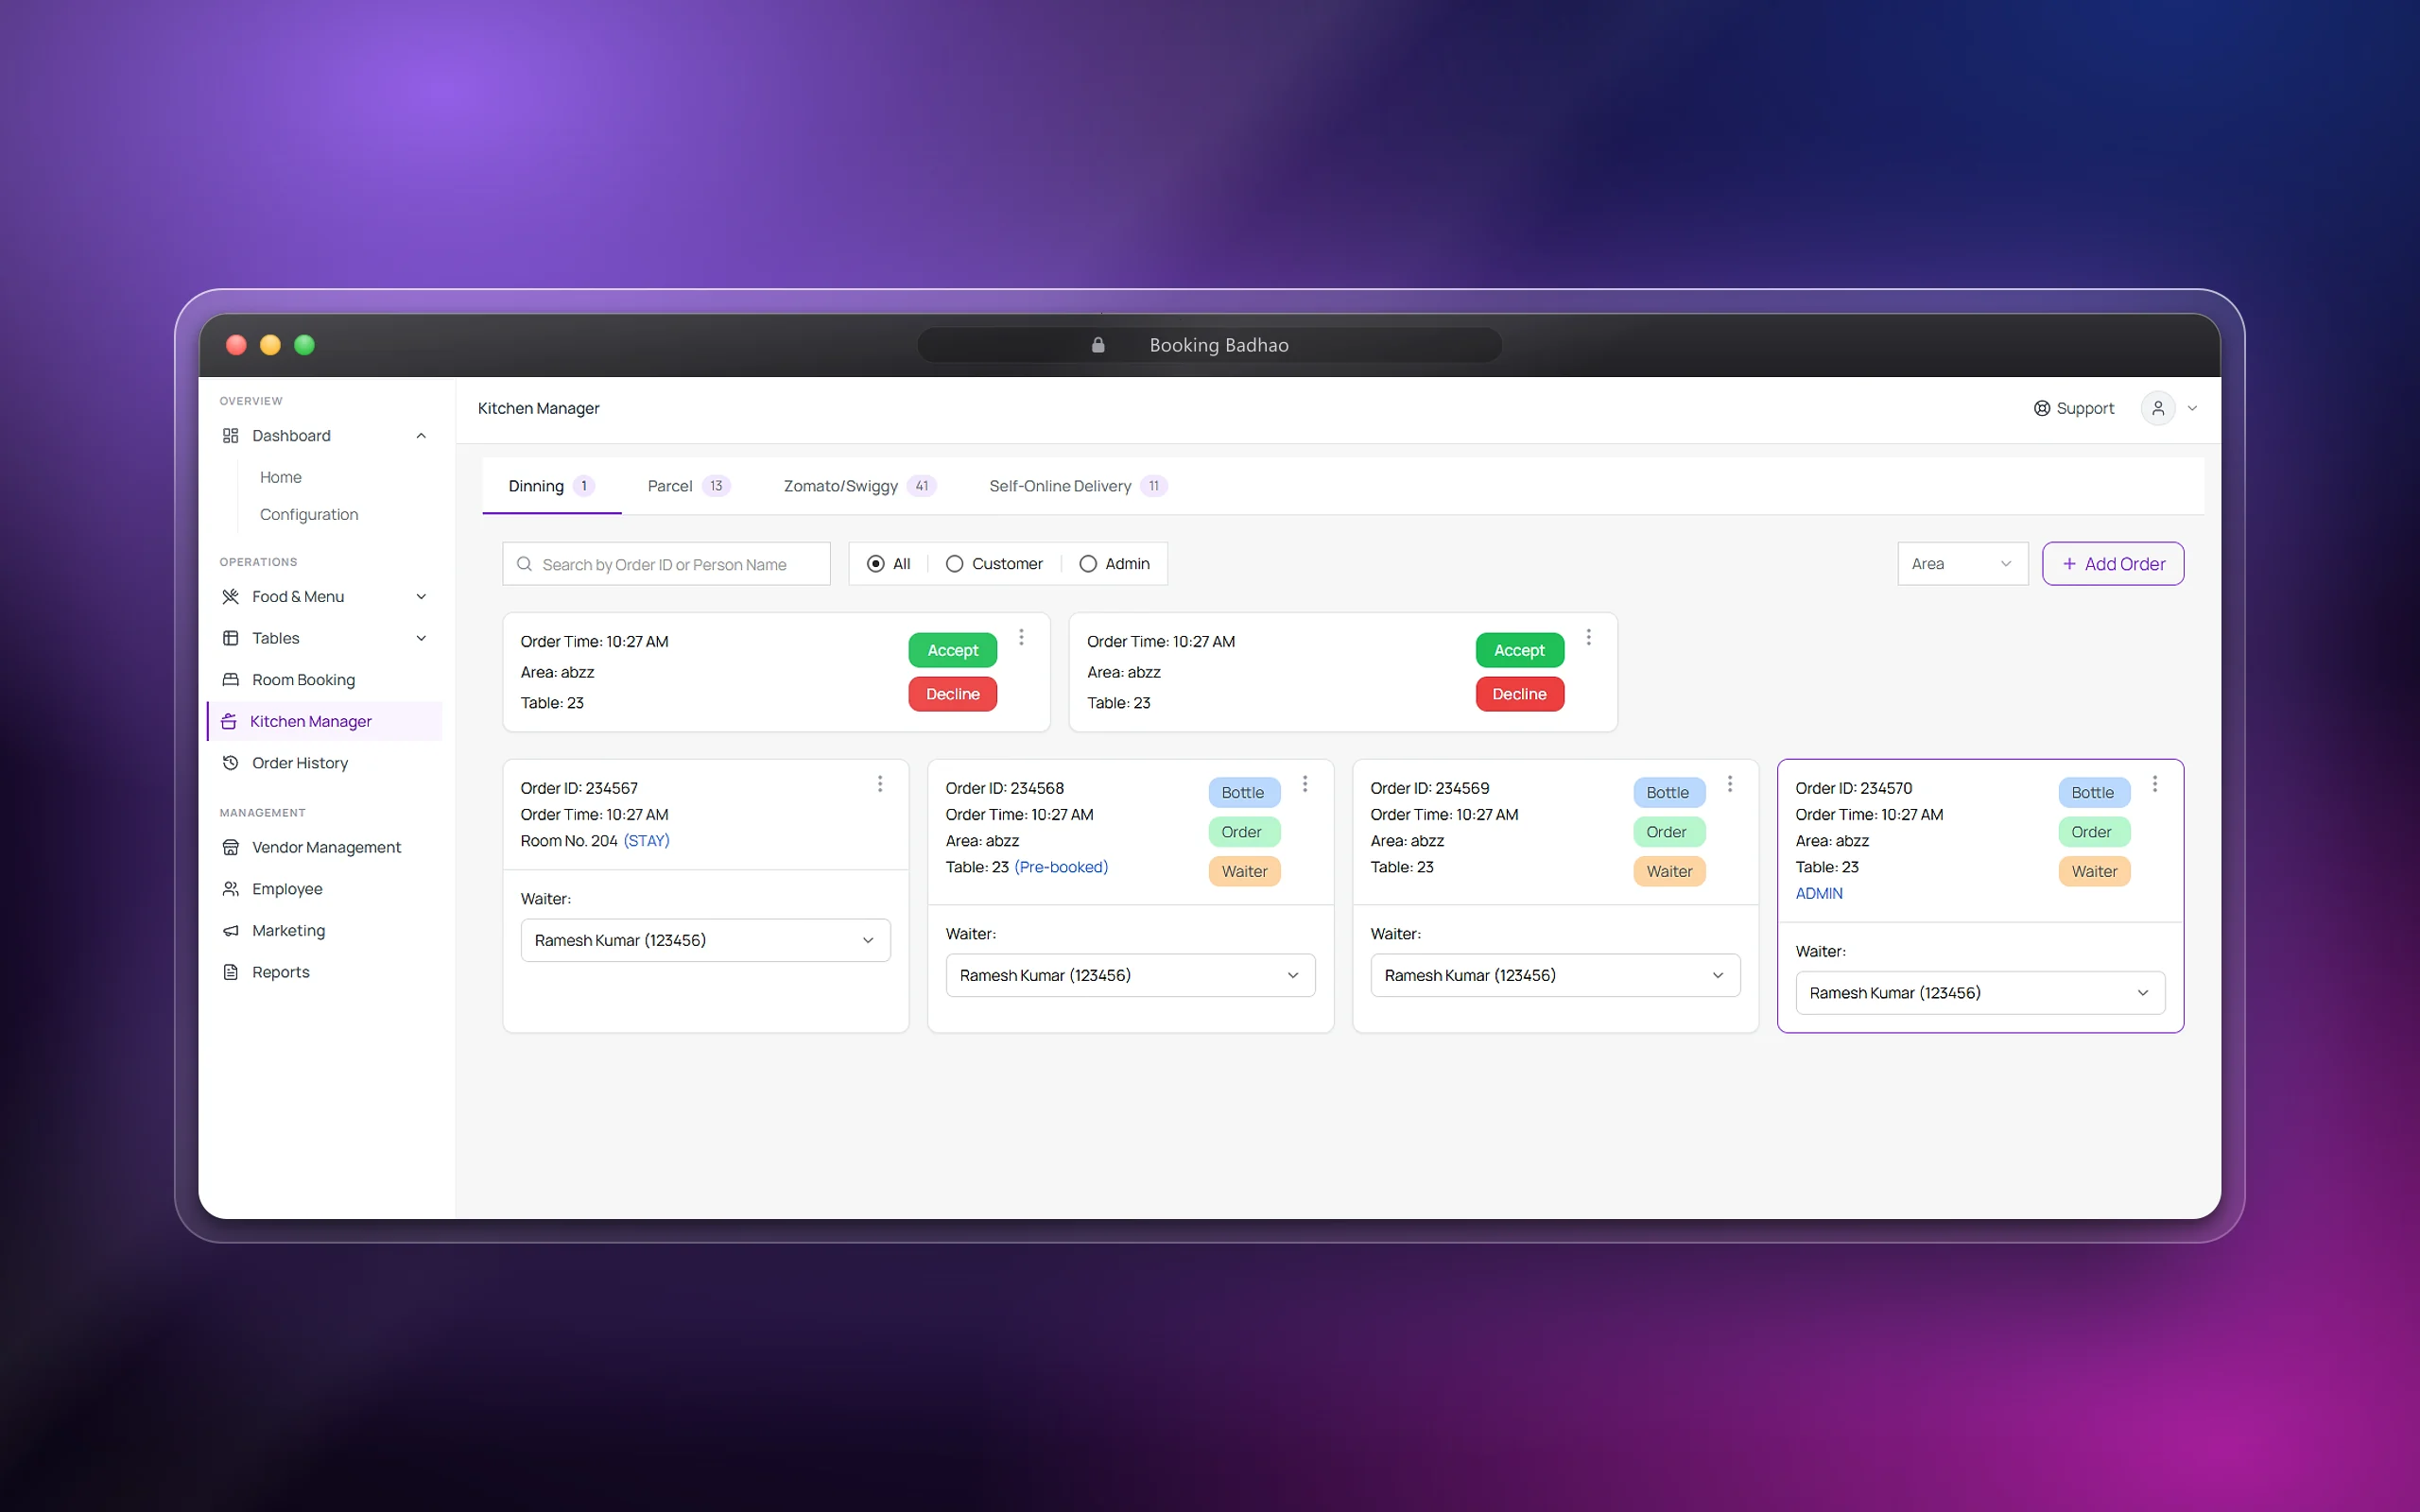 Booking Badhao
OVERVIEW
Dashboard
Home
Configuration
OPERATIONS
Food & Menu
Tables
Room Booking
Kitchen Manager
Order History
MANAGEMENT
Vendor Management
Employee
Marketing
Reports
Kitchen Manager
Support
Dinning 1
Parcel 13
Zomato/Swiggy 41
Self-Online Delivery 11
Search by Order ID or Person Name
All
Customer
Admin
Area
+ Add Order
Order Time: 10:27 AM
Area: abzz
Table: 23
Accept
Decline
Order Time: 10:27 AM
Area: abzz
Table: 23
Accept
Decline
Order ID: 234567
Order Time: 10:27 AM
Room No. 204 (STAY)
Waiter:
Ramesh Kumar (123456)
Order ID: 234568
Order Time: 10:27 AM
Area: abzz
Table: 23 (Pre-booked)
Bottle
Order
Waiter
Waiter:
Ramesh Kumar (123456)
Order ID: 234569
Order Time: 10:27 AM
Area: abzz
Table: 23
Bottle
Order
Waiter
Waiter:
Ramesh Kumar (123456)
Order ID: 234570
Order Time: 10:27 AM
Area: abzz
Table: 23
ADMIN
Bottle
Order
Waiter
Waiter:
Ramesh Kumar (123456)